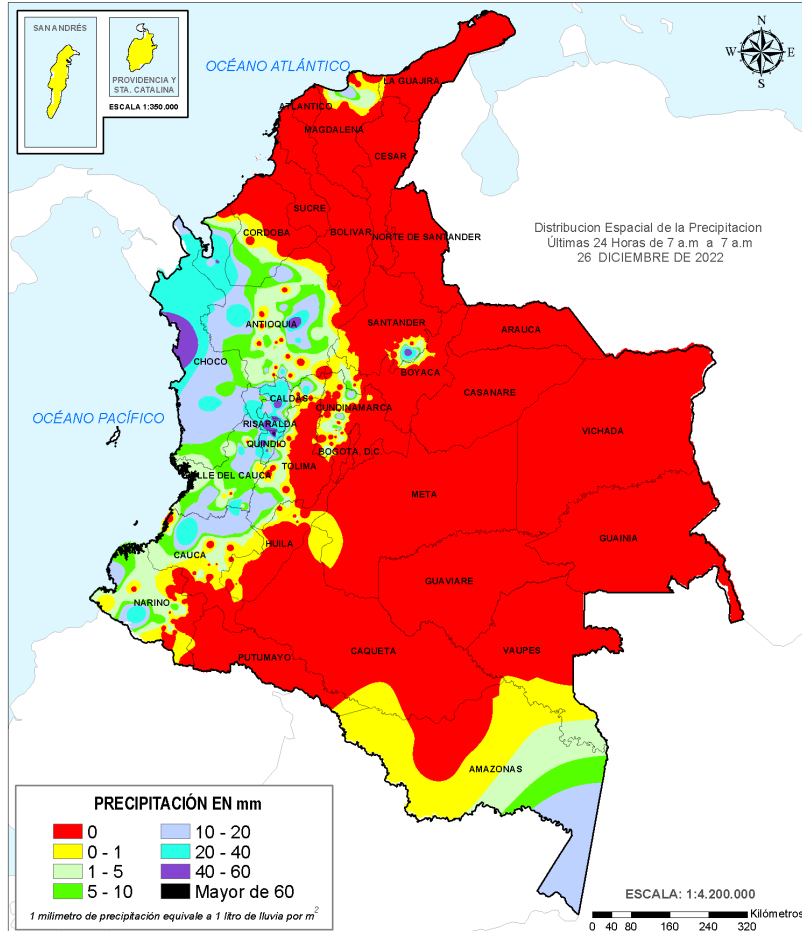 SAN ANDRÉS
PROVIDENCIA Y
STA. CATALINA
ESCALA 1:350.000
OCÉANO ATLÁNTICO
N
W E
S
LA GUAJIRA
ATLANTICO
MAGDALENA
CESAR
SUCRE
CORDOBA
BOLIVAR
NORTE DE SANTANDER
Distribucion Espacial de la Precipitacion
Últimas 24 Horas de 7 a.m a 7 a.m
26 DICIEMBRE DE 2022
ANTIOQUIA
SANTANDER
ARAUCA
CHOCO
BOYACA
CASANARE
CALDAS
CUNDINAMARCA
OCÉANO PACÍFICO
RISARALDA
VICHADA
QUINDIO
BOGOTA, D.C.
TOLIMA
LLE DEL CAUCA
META
GUAINIA
HUILA
CAUCA
GUAVIARE
NARINO
CAQUETA
VAUPES
PUTUMAYO
AMAZONAS
PRECIPITACIÓN EN mm
0
0 - 1
1 - 5
5 - 10
10 - 20
20 - 40
40 - 60
Mayor de 60
1 milimetro de precipitación equivale a 1 litro de lluvia por m²
ESCALA: 1:4.200.000
Kilómetros
0 40 80 160 240 320